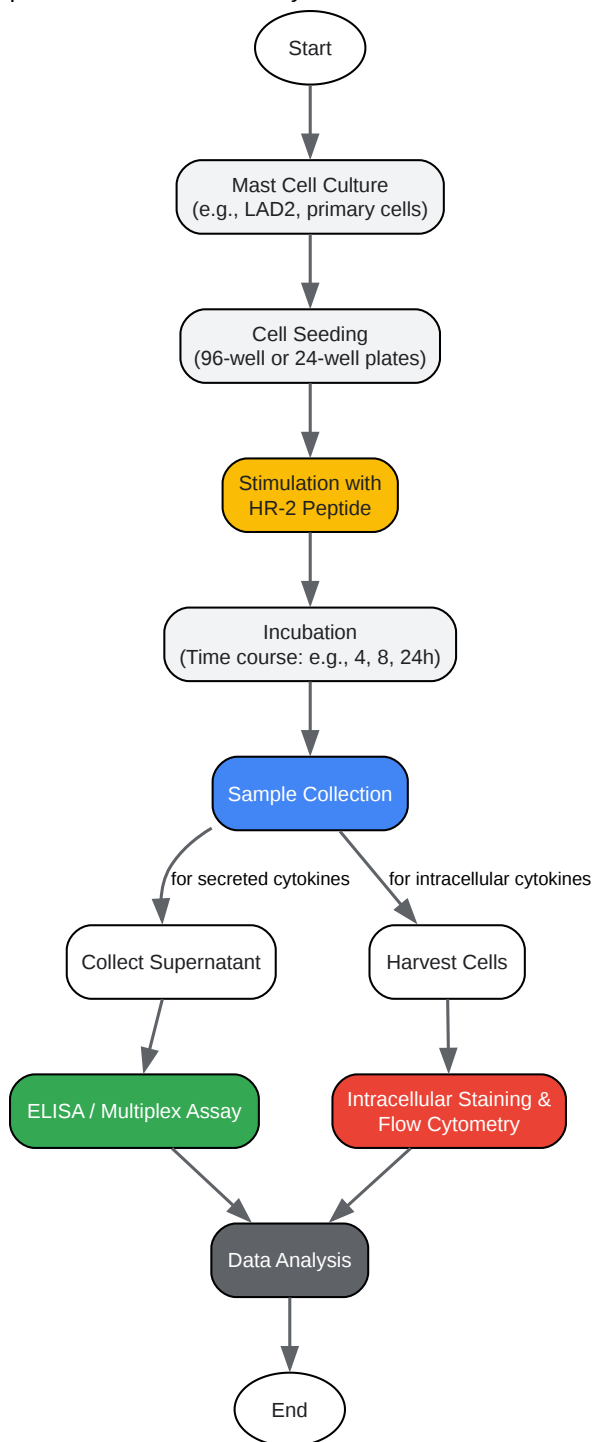 Start
Mast Cell Culture
(e.g., LAD2, primary cells)
Cell Seeding
(96-well or 24-well plates)
Stimulation with
HR-2 Peptide
Incubation
(Time course: e.g., 4, 8, 24h)
Sample Collection
for secreted cytokines
for intracellular cytokines
Collect Supernatant
Harvest Cells
ELISA / Multiplex Assay
Intracellular Staining &
Flow Cytometry
Data Analysis
End